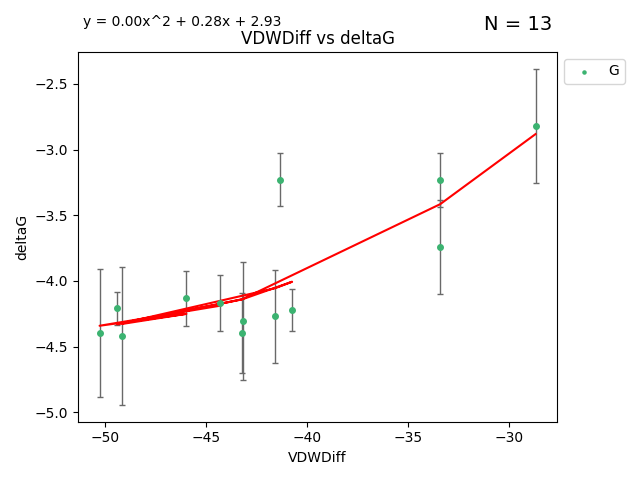 y = 0.00x^2 + 0.28x + 2.93
N = 13
VDWDiff vs deltaG
G
−2.5
−3.0
−3.5
−4.0
−4.5
−5.0
deltaG
−50
−45
−40
−35
−30
VDWDiff